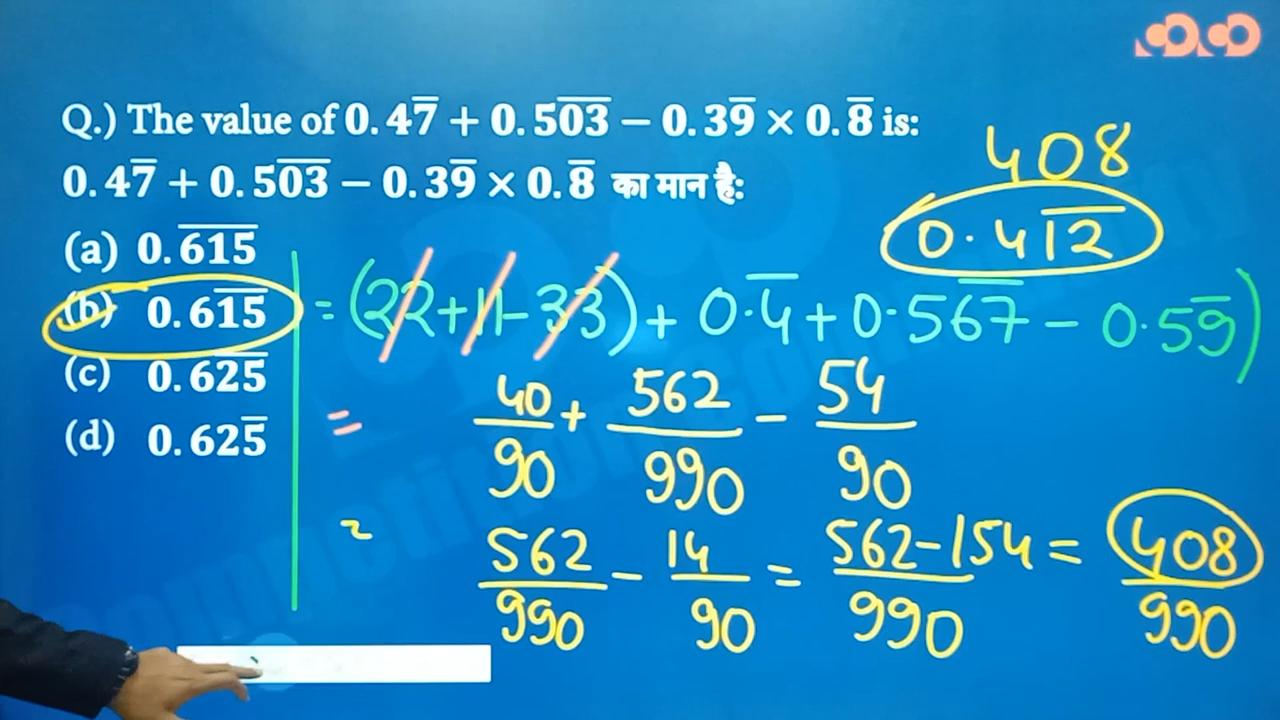 Q.) The value of 0.47̅ + 0.50̅3̅ − 0.39̅ × 0.8̅ is:
0.47̅ + 0.50̅3̅ − 0.39̅ × 0.8̅ का मान है:
(a) 0.6̅1̅5̅
(b) 0.61̅5̅
(c) 0.62̅5̅
(d) 0.625̅
408
0.41̅2̅
= (22+11-33) + 0.4̅ + 0.56̅7̅ - 0.59̅)
= 40/90 + 562/990 - 54/90
= 562/990 - 14/90 = 562-154/990 = 408/990